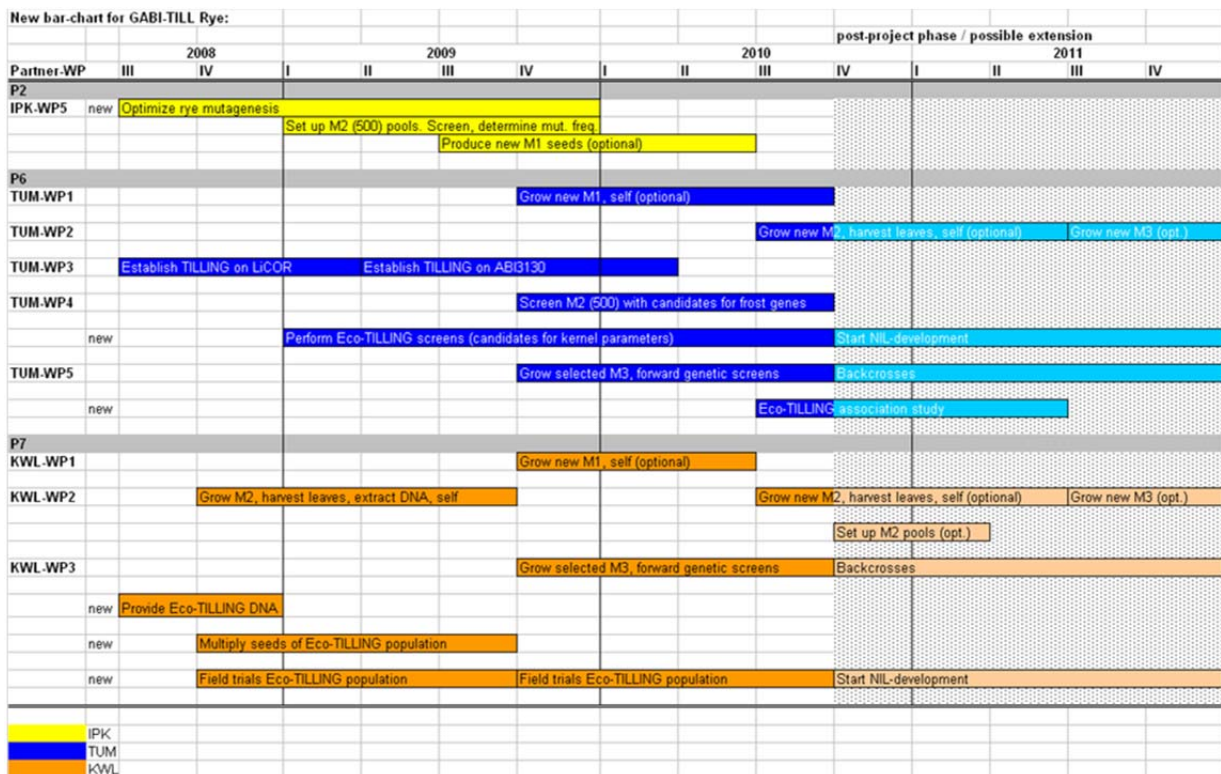 New bar-chart for GABI-TILL Rye:
post-project phase / possible extension
2008 2009 2010 2011
Partner-WP III IV I II III IV I II III IV I II III IV
P2
IPK-WP5 new Optimize rye mutagenesis
Set up M2 (500) pools. Screen, determine mut. freq.
Produce new M1 seeds (optional)
P6
TUM-WP1 Grow new M1, self (optional)
TUM-WP2 Grow new M2, harvest leaves, self (optional) Grow new M3 (opt.)
TUM-WP3 Establish TILLING on LiCOR Establish TILLING on ABI3130
TUM-WP4 Screen M2 (500) with candidates for frost genes
new Perform Eco-TILLING screens (candidates for kernel parameters) Start NIL-development
TUM-WP5 Grow selected M3, forward genetic screens Backcrosses
new Eco-TILLING association study
P7
KWL-WP1 Grow new M1, self (optional)
KWL-WP2 Grow M2, harvest leaves, extract DNA, self Grow new M2, harvest leaves, self (optional) Grow new M3 (opt.)
Set up M2 pools (opt.)
KWL-WP3 Grow selected M3, forward genetic screens Backcrosses
new Provide Eco-TILLING DNA
new Multiply seeds of Eco-TILLING population
new Field trials Eco-TILLING population Field trials Eco-TILLING population Start NIL-development
IPK
TUM
KWL